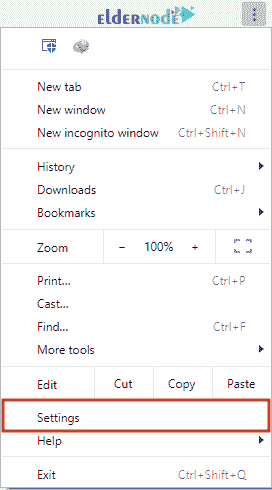 eldernode
New tab Ctrl+T
New window Ctrl+N
New incognito window Ctrl+Shift+N
History
Downloads Ctrl+J
Bookmarks
Zoom − 100% +
Print... Ctrl+P
Cast...
Find... Ctrl+F
More tools
Edit Cut Copy Paste
Settings
Help
Exit Ctrl+Shift+Q